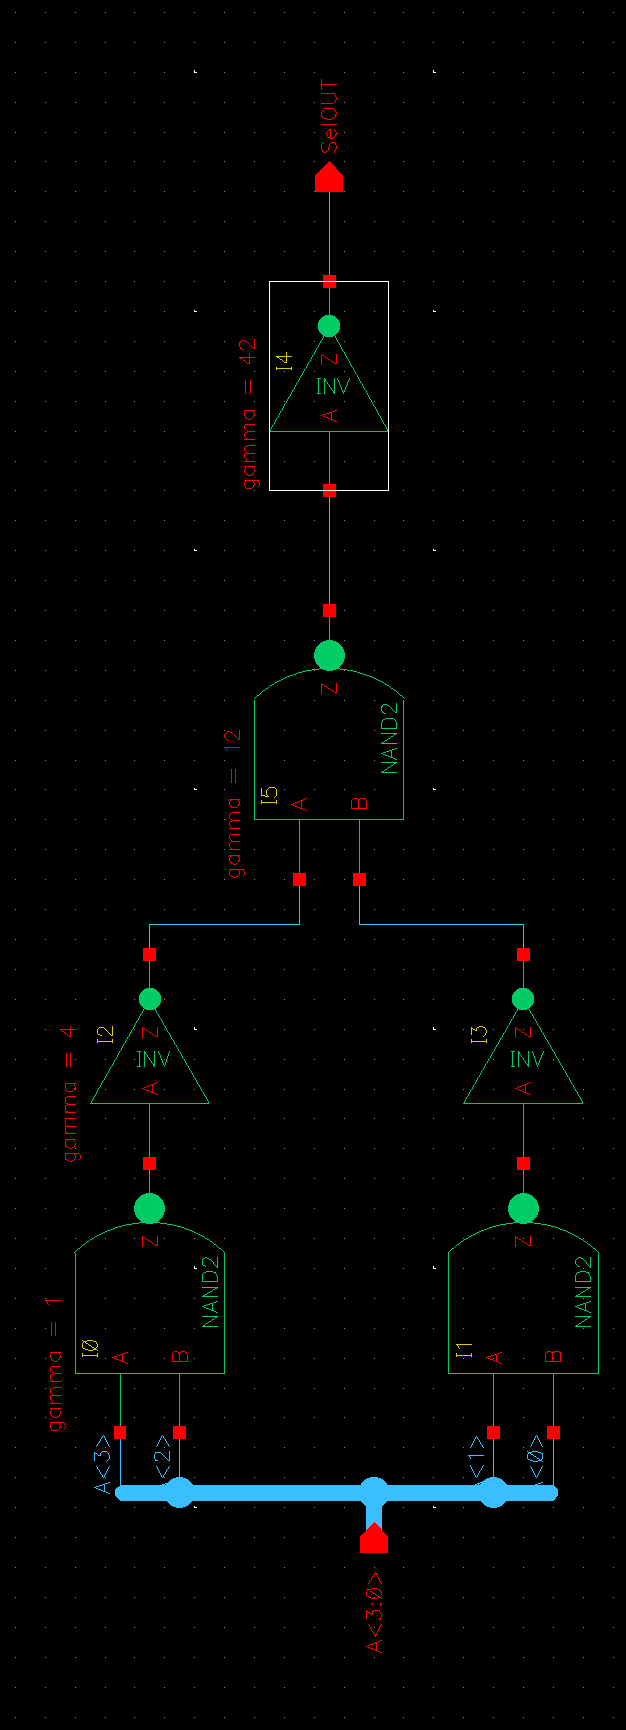 SelOUT
gamma = 42
I4
Z
INV
A
Z
NAND2
gamma = 12
I5
A
B
gamma = 4
I2
Z
INV
A
I3
Z
INV
A
Z
NAND2
gamma = 1
I0
A
B
Z
NAND2
I1
A
B
A<3>
<2>
<1>
A<0>
A<3:0>